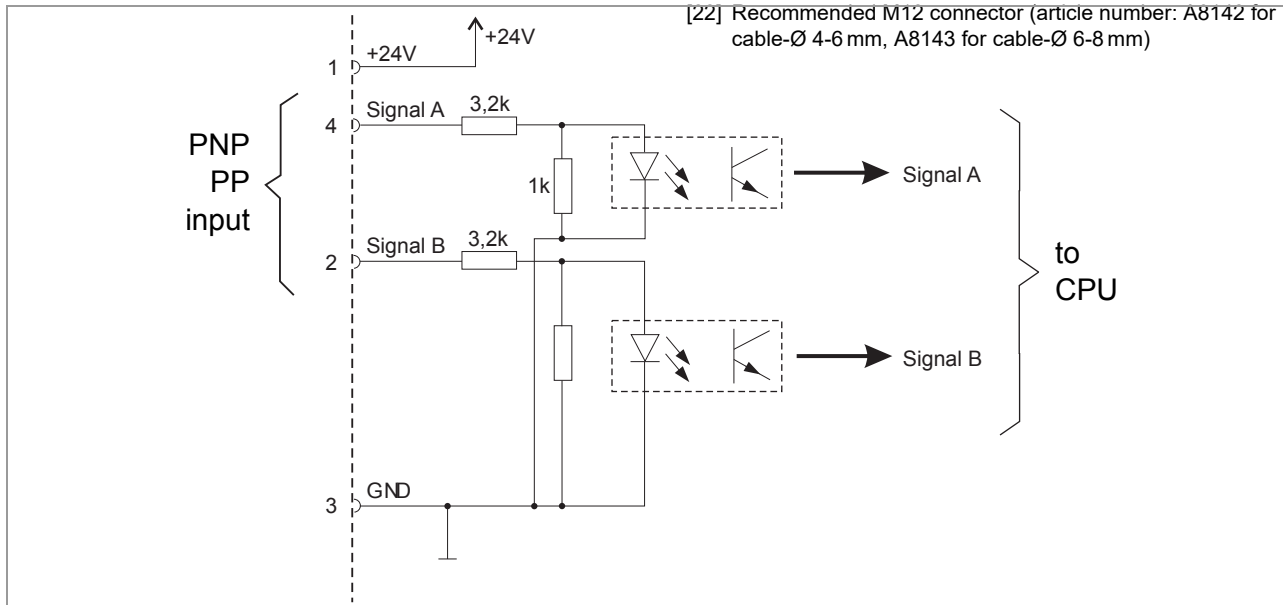 [22] Recommended M12 connector (article number: A8142 for
cable-Ø 4-6 mm, A8143 for cable-Ø 6-8 mm)
+24V
1
+24V
PNP
PP
input
4
Signal A
3,2k
1k
Signal A
2
Signal B
3,2k
to
CPU
Signal B
3
GND